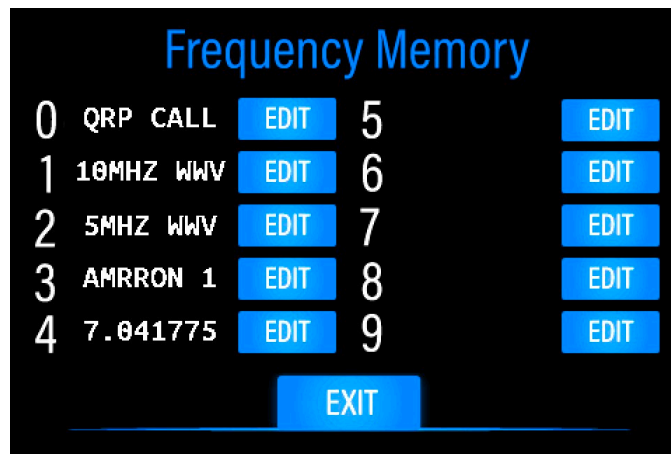 Frequency Memory
0 QRP CALL EDIT 5 EDIT
1 10MHZ WWV EDIT 6 EDIT
2 5MHZ WWV EDIT 7 EDIT
3 AMRRON 1 EDIT 8 EDIT
4 7.041775 EDIT 9 EDIT
EXIT